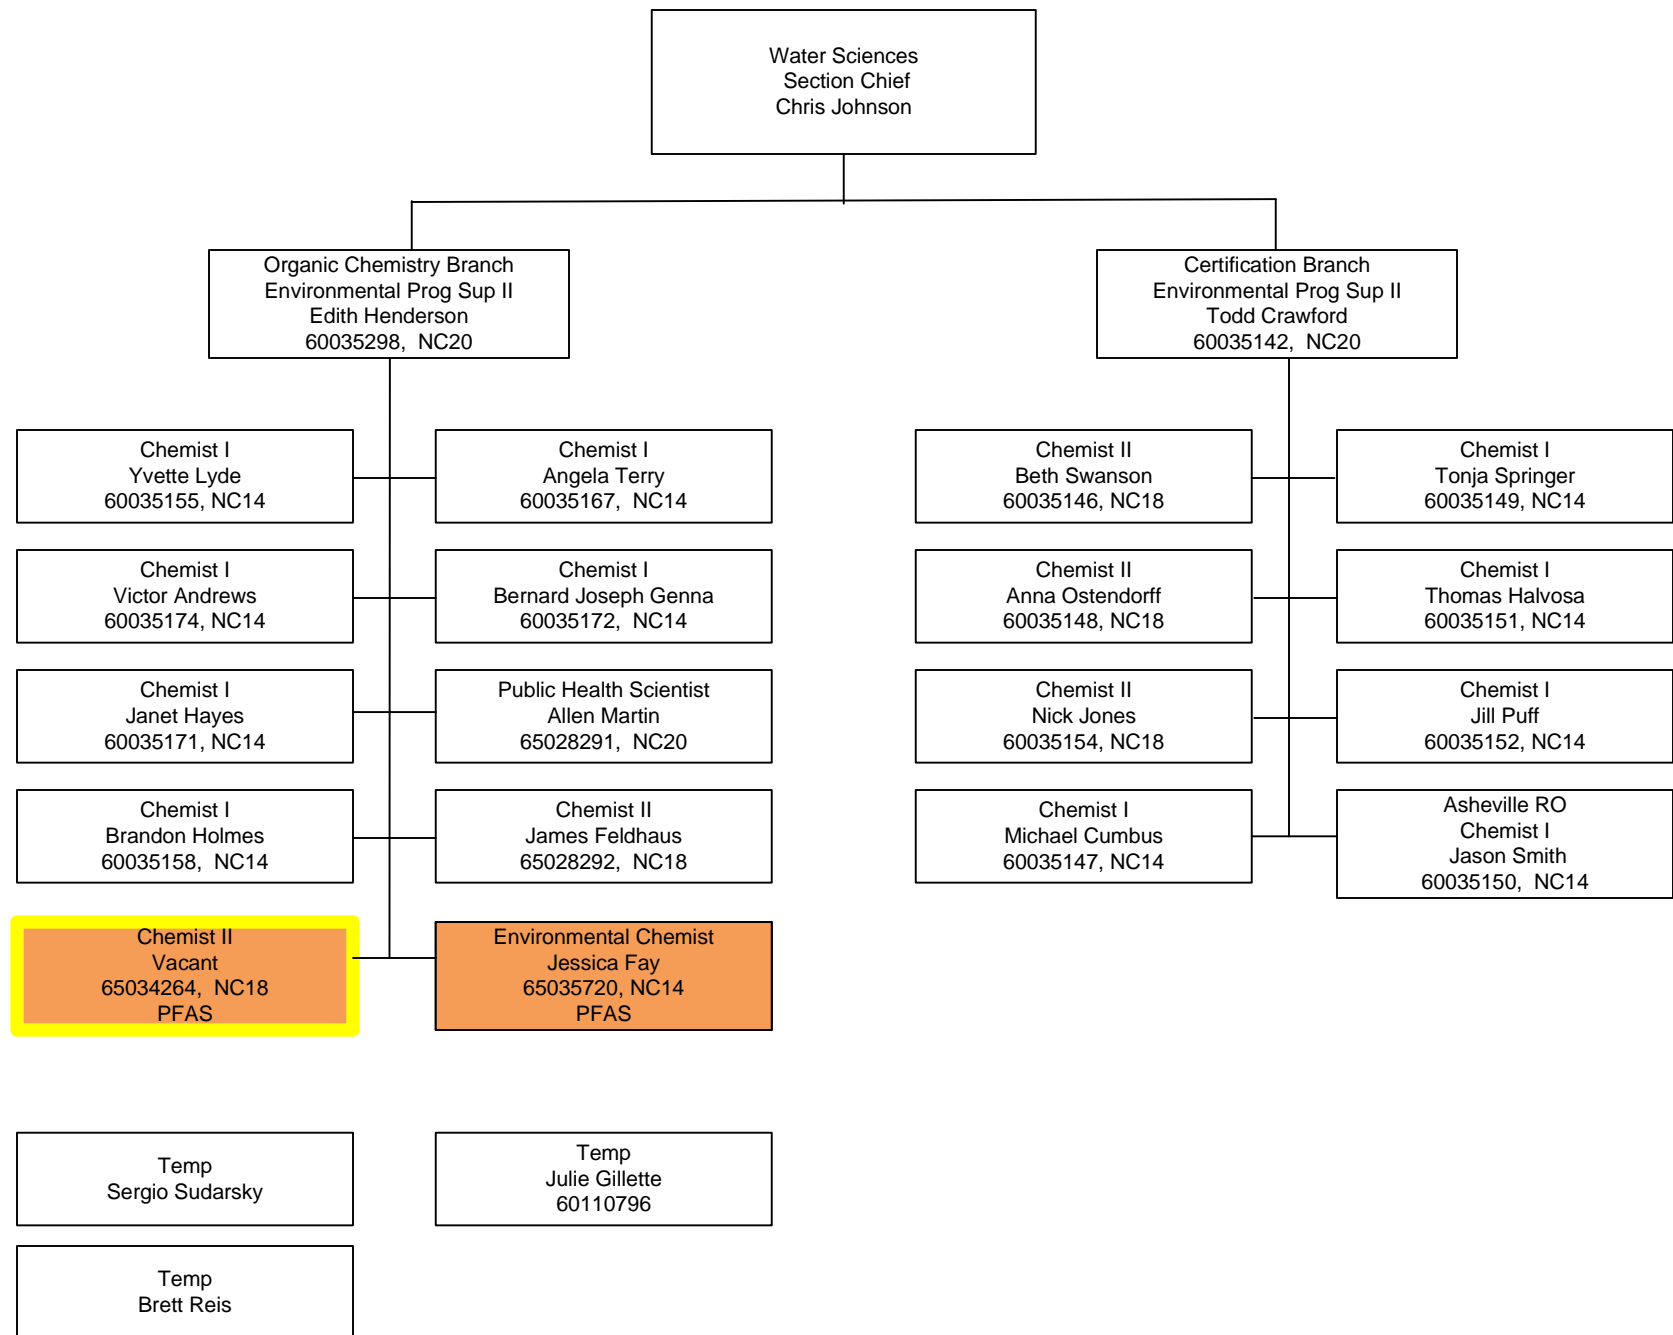 Water Sciences
Section Chief
Chris Johnson
Organic Chemistry Branch
Environmental Prog Sup II
Edith Henderson
60035298, NC20
Certification Branch
Environmental Prog Sup II
Todd Crawford
60035142, NC20
Chemist I
Yvette Lyde
60035155, NC14
Chemist I
Angela Terry
60035167, NC14
Chemist II
Beth Swanson
60035146, NC18
Chemist I
Tonja Springer
60035149, NC14
Chemist I
Victor Andrews
60035174, NC14
Chemist I
Bernard Joseph Genna
60035172, NC14
Chemist II
Anna Ostendorff
60035148, NC18
Chemist I
Thomas Halvosa
60035151, NC14
Chemist I
Janet Hayes
60035171, NC14
Public Health Scientist
Allen Martin
65028291, NC20
Chemist II
Nick Jones
60035154, NC18
Chemist I
Jill Puff
60035152, NC14
Chemist I
Brandon Holmes
60035158, NC14
Chemist II
James Feldhaus
65028292, NC18
Chemist I
Michael Cumbus
60035147, NC14
Asheville RO
Chemist I
Jason Smith
60035150, NC14
Chemist II
Vacant
65034264, NC18
PFAS
Environmental Chemist
Jessica Fay
65035720, NC14
PFAS
Temp
Sergio Sudarsky
Temp
Julie Gillette
60110796
Temp
Brett Reis